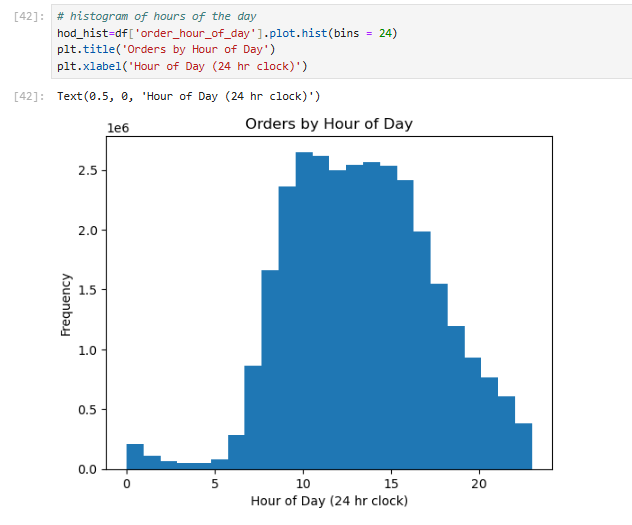 [42]: # histogram of hours of the day
hod_hist=df['order_hour_of_day'].plot.hist(bins = 24)
plt.title('Orders by Hour of Day')
plt.xlabel('Hour of Day (24 hr clock)')
[42]: Text(0.5, 0, 'Hour of Day (24 hr clock)')
Orders by Hour of Day
1e6
2.5
2.0
1.5
1.0
0.5
0.0
Frequency
0 5 10 15 20
Hour of Day (24 hr clock)